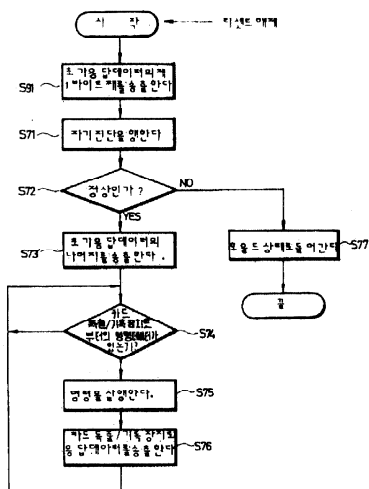 시 작
리셋트 해제
초기응답데이터의 제
1바이트째를 송출한다
S91
자기진단을 행한다
S71
정상인가?
S72
NO
YES
초기응답데이터의
나머지를 송출한다.
S73
호울드상태로 들어간다
S77
끝
카드
독출/기록장치로
부터의 명령데이터가
있는가?
S74
명령을 실행한다.
S75
카드 독출/기록장치로
응답데이터를 송출한다
S76